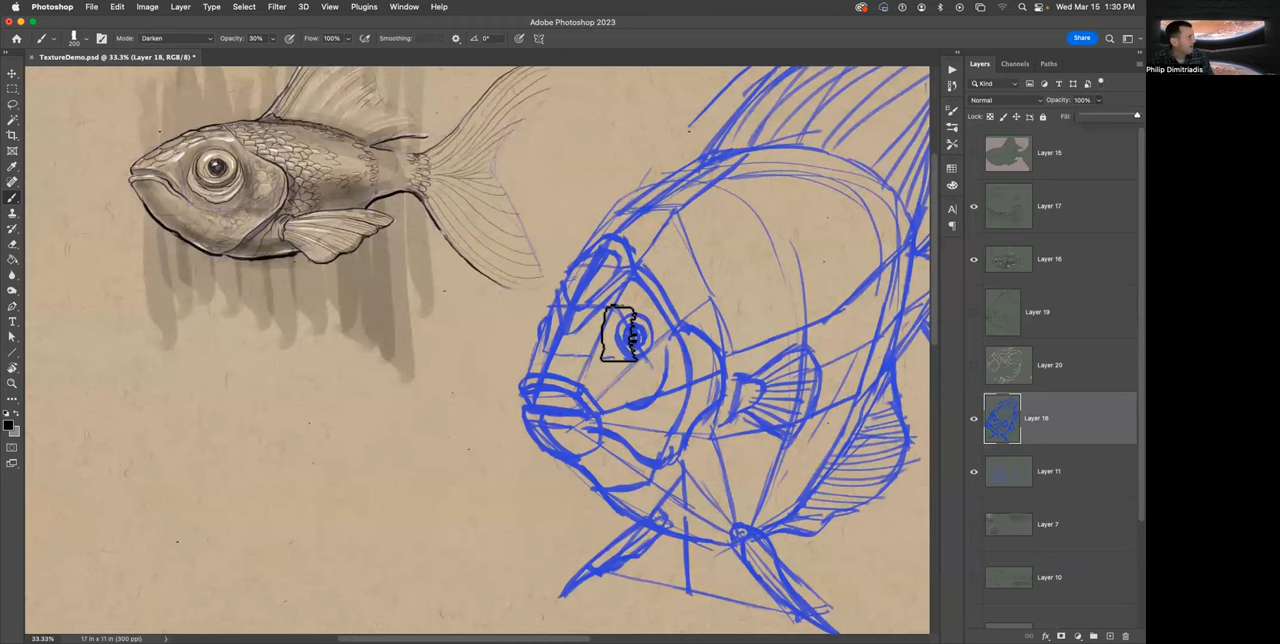 Photoshop File Edit Image Layer Type Select Filter 3D View Plugins Window Help Wed Mar 15 1:30 PM
Adobe Photoshop 2023
200 Mode: Darken Opacity: 30% Flow: 100% Smoothing: 0° Share
TextureDemo.psd @ 33.3% (Layer 18, RGB/8) *
Layers Channels Paths
Kind
Normal Opacity: 100%
Lock: Fill:
Layer 15
Layer 17
Layer 16
Layer 19
Layer 20
Layer 18
Layer 11
Layer 7
Layer 10
33.33% 17 in x 11 in (300 ppi)
Philip Dimitriadis